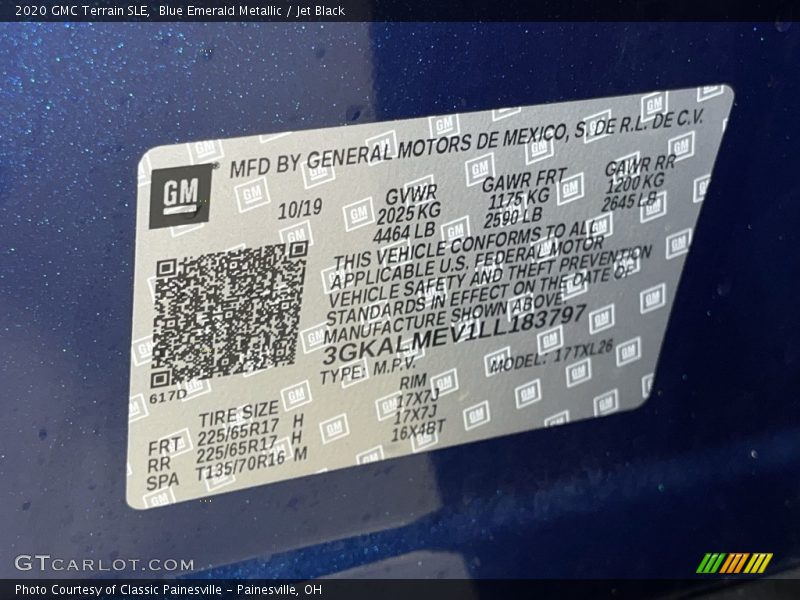 2020 GMC Terrain SLE,  Blue Emerald Metallic / Jet Black
MFD BY GENERAL MOTORS DE MEXICO, S. DE R.L. DE C.V.
GM
10/19
GVWR
2025 KG
4464 LB
GAWR FRT
1175 KG
2590 LB
GAWR RR
1200 KG
2645 LB
THIS VEHICLE CONFORMS TO ALL
APPLICABLE U.S. FEDERAL MOTOR
VEHICLE SAFETY AND THEFT PREVENTION
STANDARDS IN EFFECT ON THE DATE OF
MANUFACTURE SHOWN ABOVE.
3GKALMEV1LL183797
TYPE: M.P.V. MODEL: 17TXL26
617D
TIRE SIZE RIM
FRT 225/65R17 H 17X7J
RR 225/65R17 H 17X7J
SPA T135/70R16 M 16X4BT
GTCARLOT.COM
Photo Courtesy of Classic Painesville - Painesville, OH